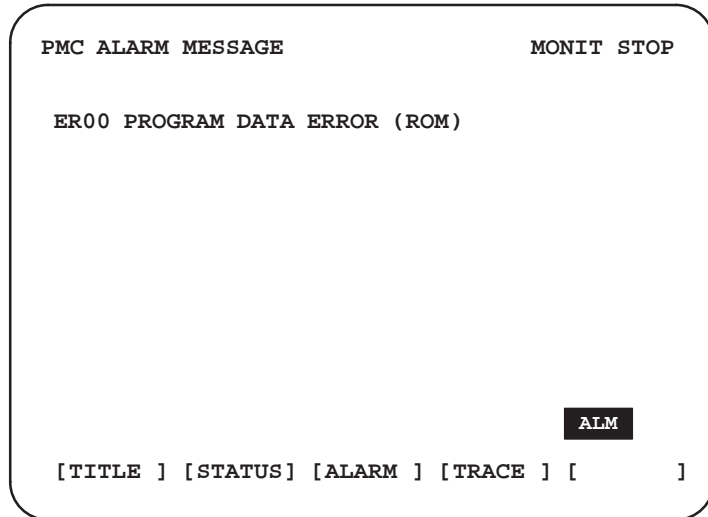 PMC ALARM MESSAGE MONIT STOP
ER00 PROGRAM DATA ERROR (ROM)
ALM
[TITLE ] [STATUS] [ALARM ] [TRACE ] [ ]